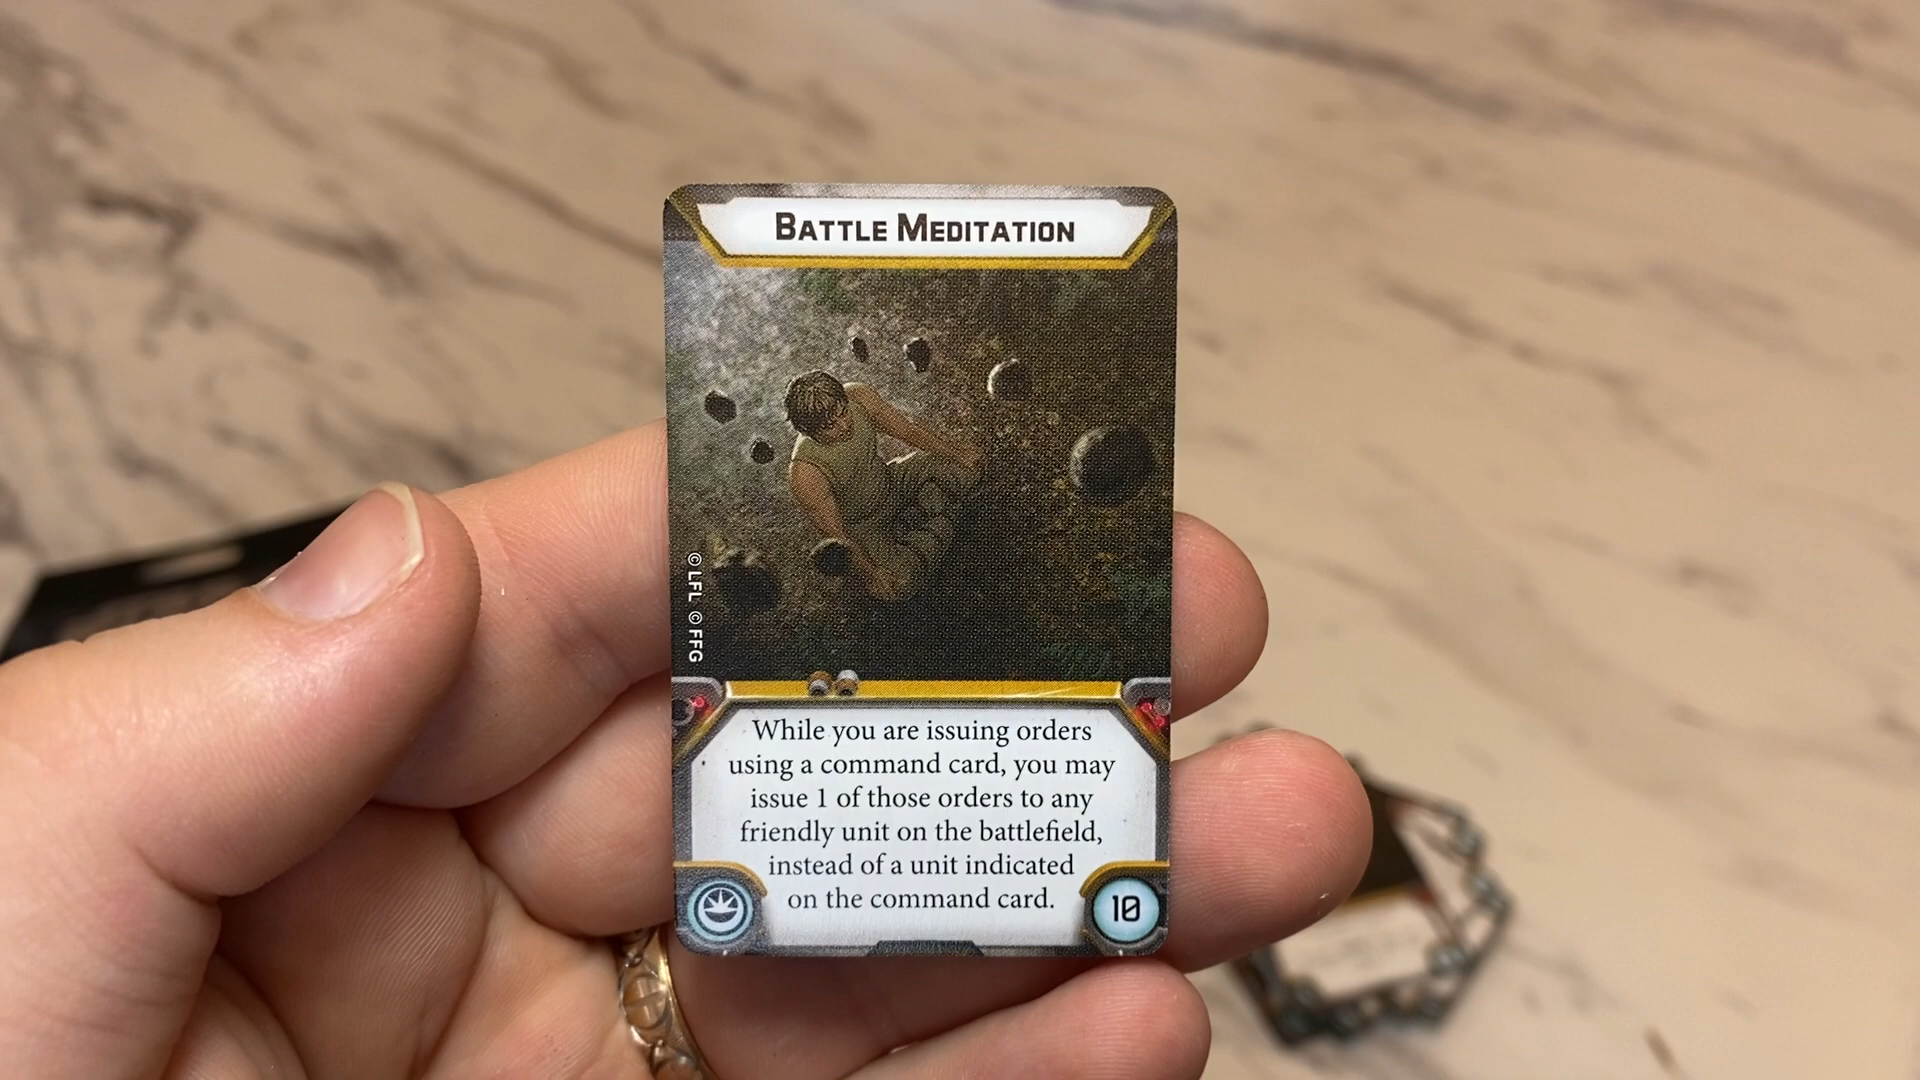 BATTLE MEDITATION
© LFL © FFG
While you are issuing orders
using a command card, you may
issue 1 of those orders to any
friendly unit on the battlefield,
instead of a unit indicated
on the command card.
10